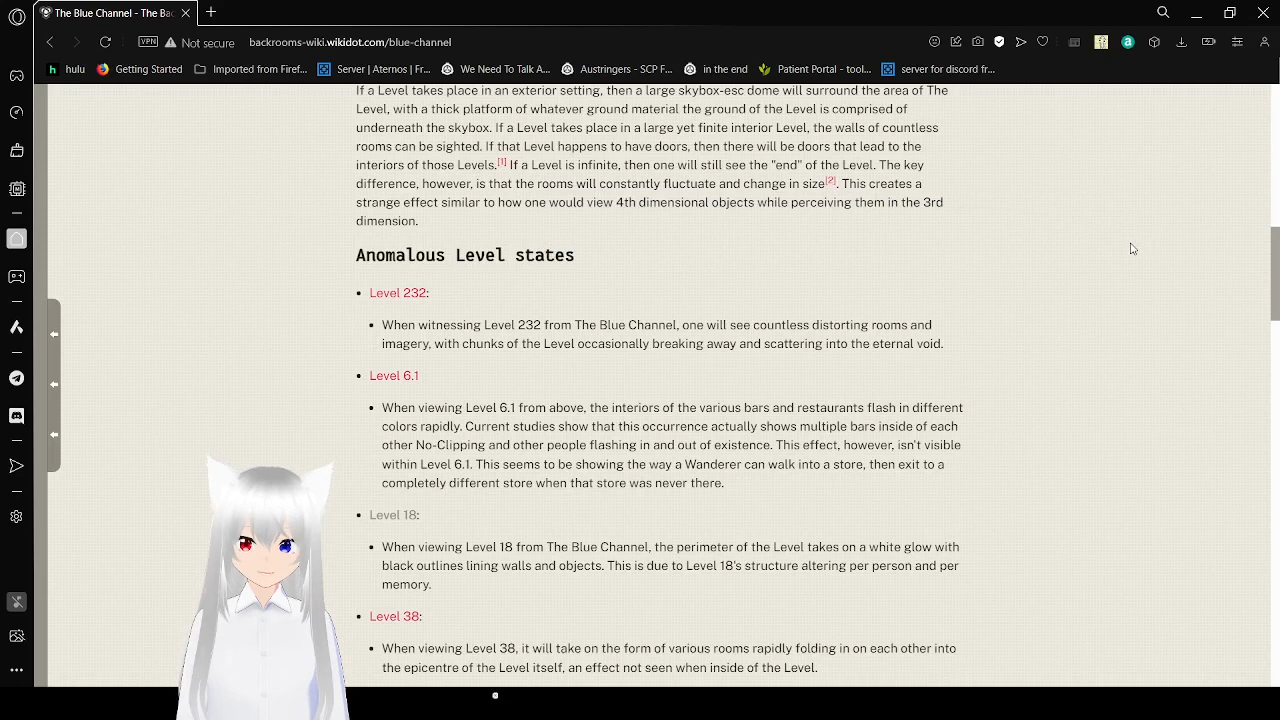 The Blue Channel - The Bac
VPN
Not secure
backrooms-wiki.wikidot.com/blue-channel
hulu
Getting Started
Imported from Firef...
Server | Aternos | Fr...
We Need To Talk A...
Austringers - SCP F...
in the end
Patient Portal - tool...
server for discord fr...
If a Level takes place in an exterior setting, then a large skybox-esc dome will surround the area of The
Level, with a thick platform of whatever ground material the ground of the Level is comprised of
underneath the skybox. If a Level takes place in a large yet finite interior Level, the walls of countless
rooms can be sighted. If that Level happens to have doors, then there will be doors that lead to the
interiors of those Levels.[1] If a Level is infinite, then one will still see the "end" of the Level. The key
difference, however, is that the rooms will constantly fluctuate and change in size[2]. This creates a
strange effect similar to how one would view 4th dimensional objects while perceiving them in the 3rd
dimension.
Anomalous Level states
• Level 232:
• When witnessing Level 232 from The Blue Channel, one will see countless distorting rooms and
imagery, with chunks of the Level occasionally breaking away and scattering into the eternal void.
• Level 6.1
• When viewing Level 6.1 from above, the interiors of the various bars and restaurants flash in different
colors rapidly. Current studies show that this occurrence actually shows multiple bars inside of each
other No-Clipping and other people flashing in and out of existence. This effect, however, isn't visible
within Level 6.1. This seems to be showing the way a Wanderer can walk into a store, then exit to a
completely different store when that store was never there.
• Level 18:
• When viewing Level 18 from The Blue Channel, the perimeter of the Level takes on a white glow with
black outlines lining walls and objects. This is due to Level 18's structure altering per person and per
memory.
• Level 38:
• When viewing Level 38, it will take on the form of various rooms rapidly folding in on each other into
the epicentre of the Level itself, an effect not seen when inside of the Level.